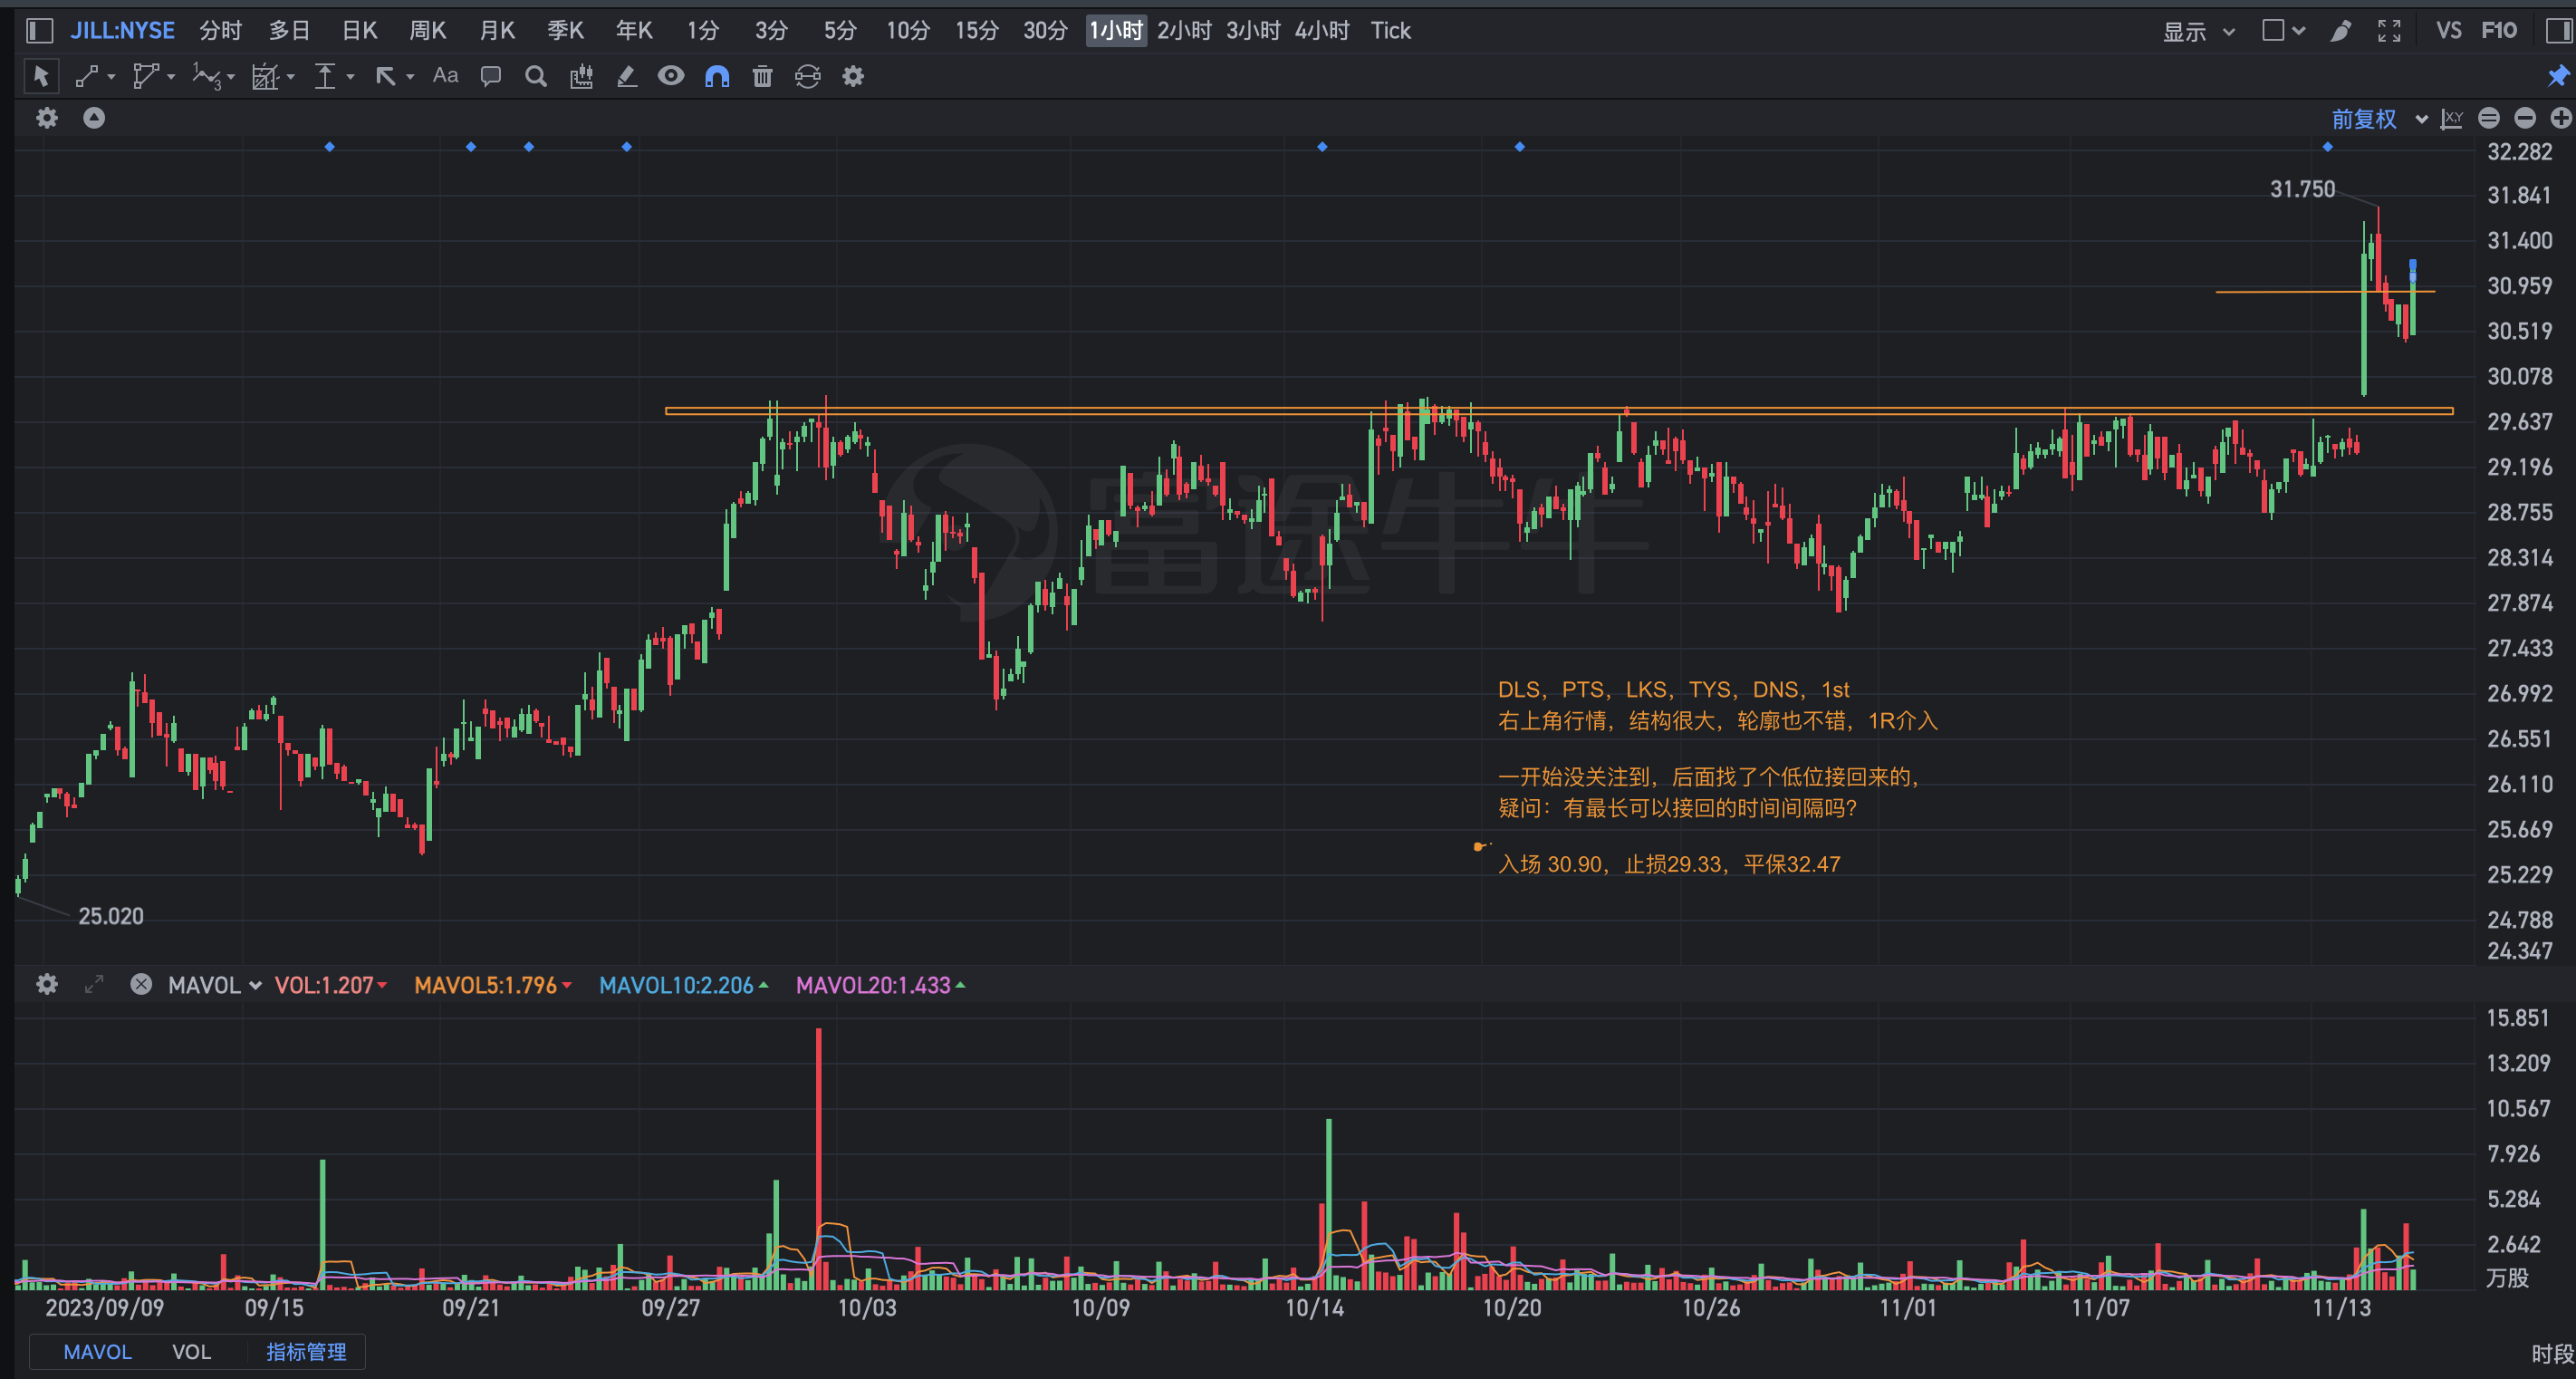 JILL:NYSE 分时 多日 日K 周K 月K 季K 年K 1分 3分 5分 10分 15分 30分 1小时 2小时 3小时 4小时 Tick 显示 VS F10
Aa
前复权
32.282
31.750
31.841
31.400
30.959
30.519
30.078
29.637
29.196
28.755
28.314
27.874
27.433
26.992
26.551
26.110
25.669
25.229
24.788
24.347
富途牛牛
DLS，PTS，LKS，TYS，DNS，1st
右上角行情，结构很大，轮廓也不错，1R介入
一开始没关注到，后面找了个低位接回来的，
疑问：有最长可以接回的时间间隔吗？
入场 30.90，止损29.33，平保32.47
25.020
MAVOL VOL:1.207 MAVOL5:1.796 MAVOL10:2.206 MAVOL20:1.433
15.851
13.209
10.567
7.926
5.284
2.642
万股
2023/09/09 09/15 09/21 09/27 10/03 10/09 10/14 10/20 10/26 11/01 11/07 11/13
MAVOL VOL 指标管理 时段